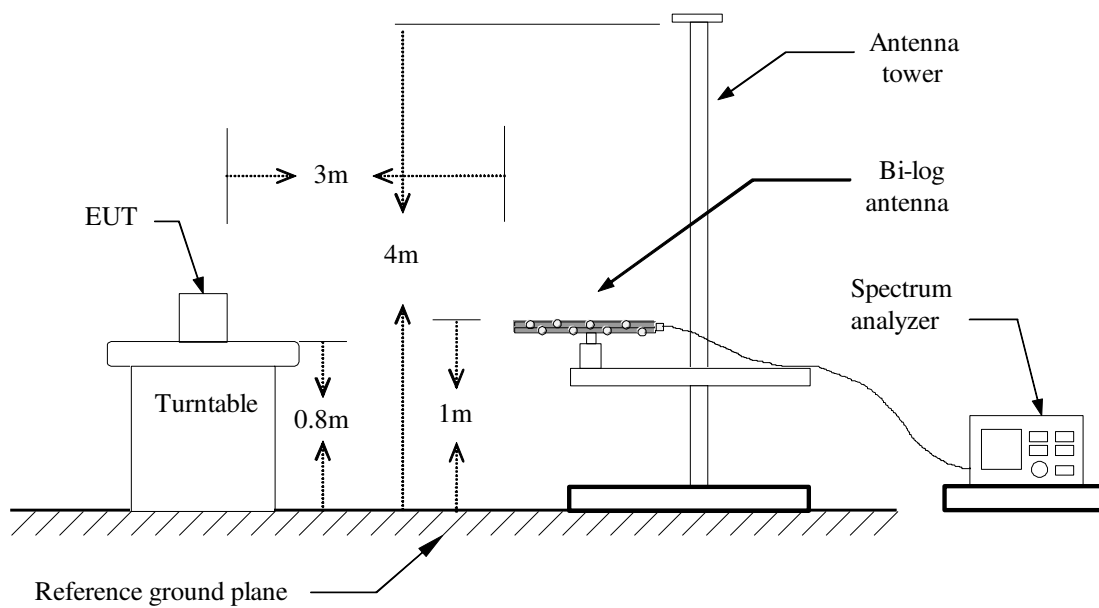 Antenna
tower
3m
Bi-log
antenna
EUT
4m
Spectrum
analyzer
Turntable
0.8m
1m
Reference ground plane